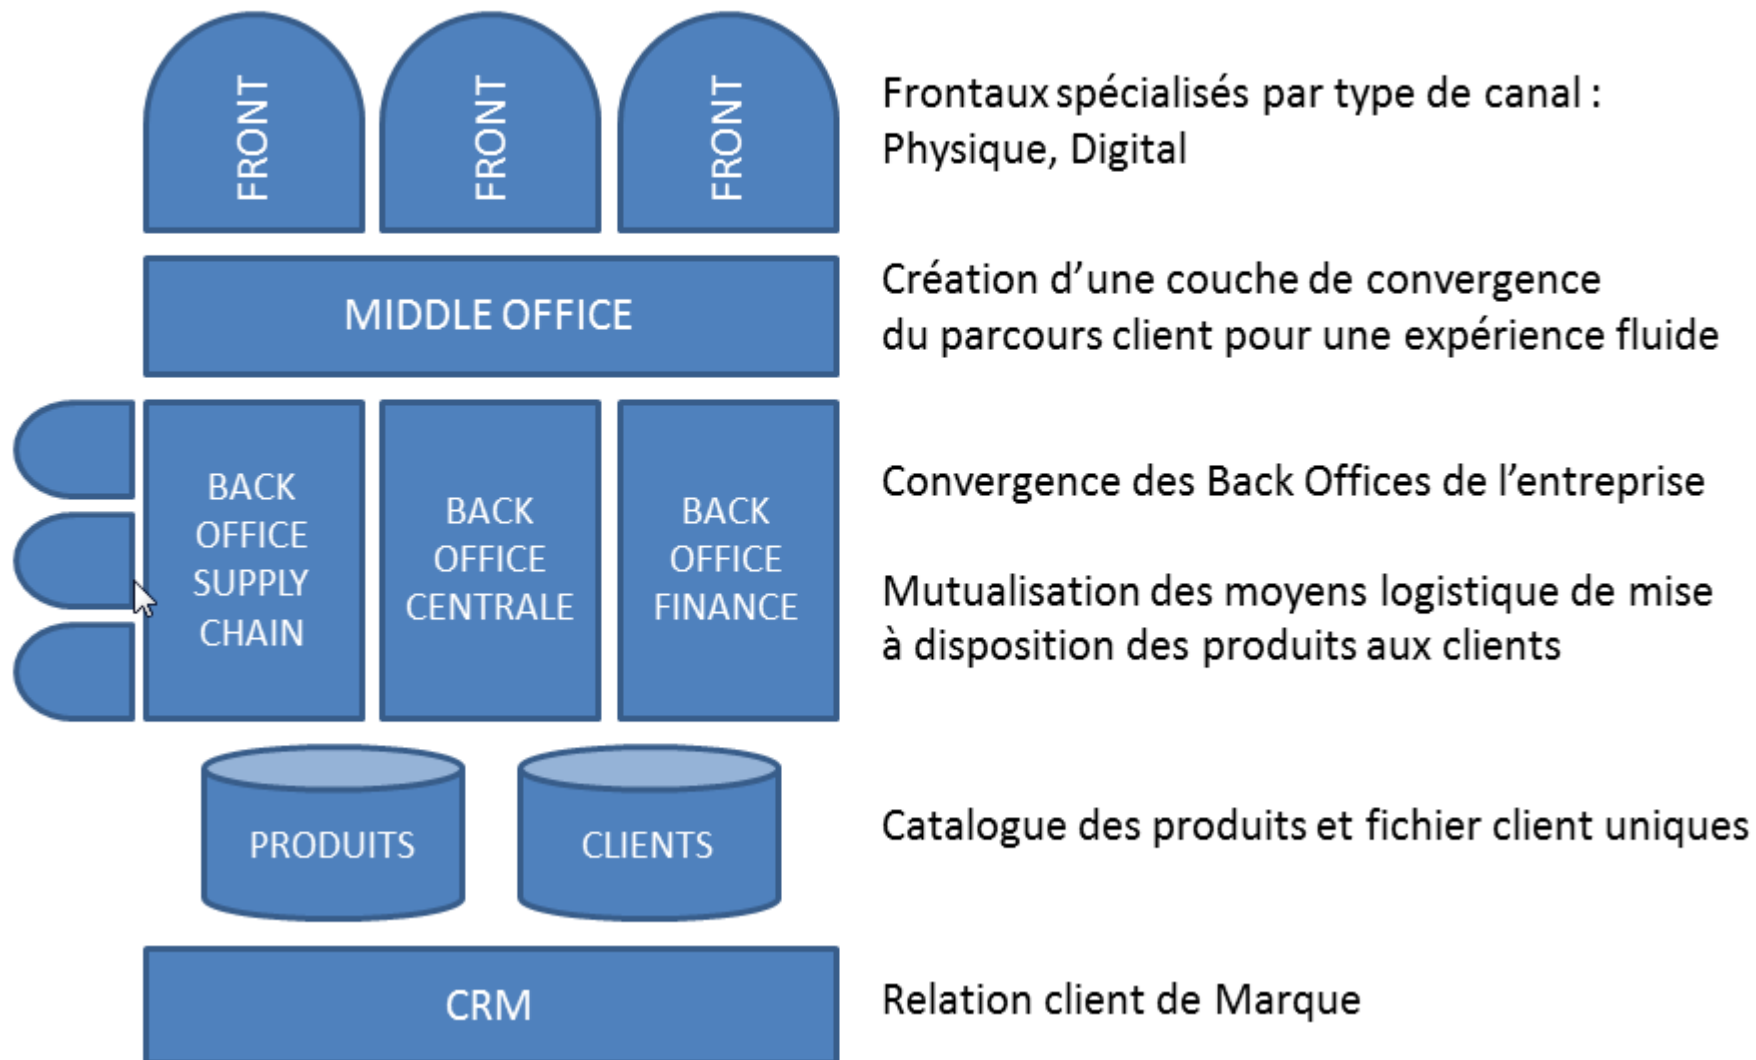 FRONT
FRONT
FRONT
Frontaux spécialisés par type de canal :
Physique, Digital
MIDDLE OFFICE
Création d’une couche de convergence
du parcours client pour une expérience fluide
BACK
OFFICE
SUPPLY
CHAIN
BACK
OFFICE
CENTRALE
BACK
OFFICE
FINANCE
Convergence des Back Offices de l’entreprise
Mutualisation des moyens logistique de mise
à disposition des produits aux clients
PRODUITS
CLIENTS
Catalogue des produits et fichier client uniques
CRM
Relation client de Marque